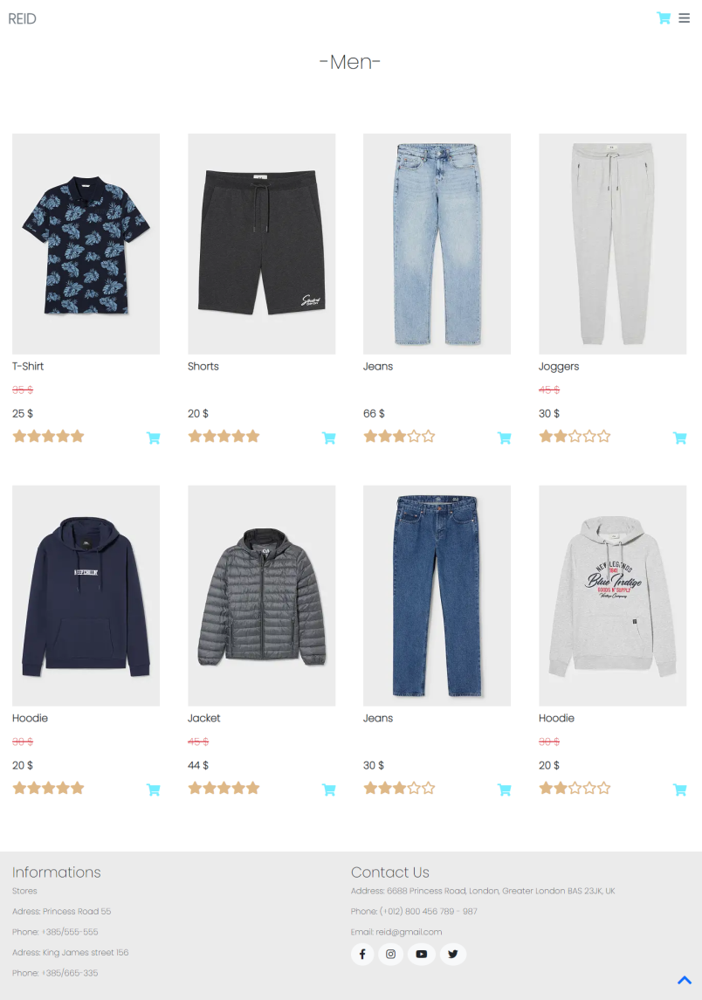 REID
-Men-
T-Shirt
Shorts
Jeans
Joggers
35 $
45 $
25 $
20 $
66 $
30 $
NEW LEGENDS
1941
Blue Indigo
GOODS N' SUPPLY
Vintage Company
Hoodie
Jacket
Jeans
Hoodie
30 $
45 $
30 $
20 $
44 $
30 $
20 $
Informations
Stores
Adress: Princess Road 55
Phone: +385/555-555
Adress: King James street 156
Phone: +385/665-335
Contact Us
Address: 6688 Princess Road, London, Greater London BAS 23JK, UK
Phone: (+012) 800 456 789 - 987
Email: reid@gmail.com